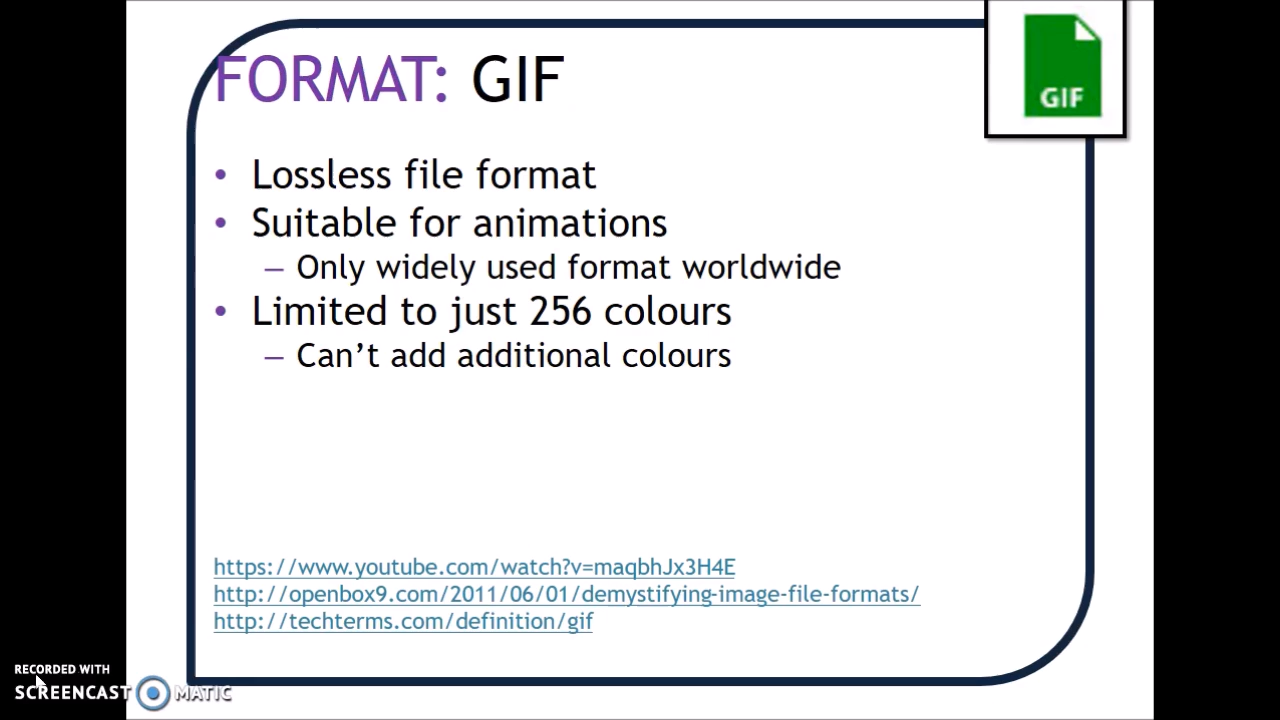 FORMAT: GIF
GIF
• Lossless file format
• Suitable for animations
– Only widely used format worldwide
• Limited to just 256 colours
– Can’t add additional colours
https://www.youtube.com/watch?v=maqbhJx3H4E
http://openbox9.com/2011/06/01/demystifying-image-file-formats/
http://techterms.com/definition/gif
RECORDED WITH
SCREENCAST MATIC